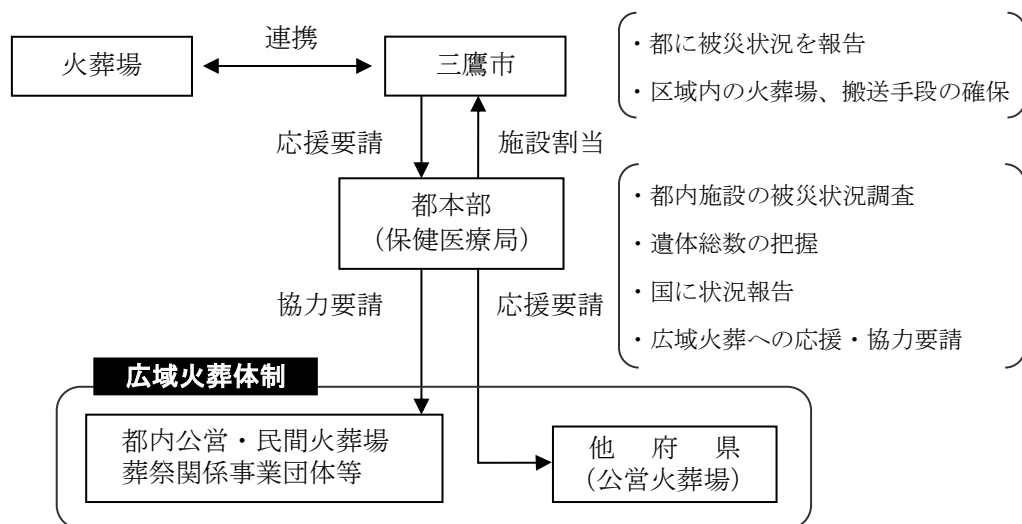 連携
火葬場
三鷹市
・都に被災状況を報告
・区域内の火葬場、搬送手段の確保
応援要請
施設割当
都本部
（保健医療局）
・都内施設の被災状況調査
・遺体総数の把握
・国に状況報告
・広域火葬への応援・協力要請
協力要請
応援要請
広域火葬体制
都内公営・民間火葬場
葬祭関係事業団体等
他　府　県
（公営火葬場）